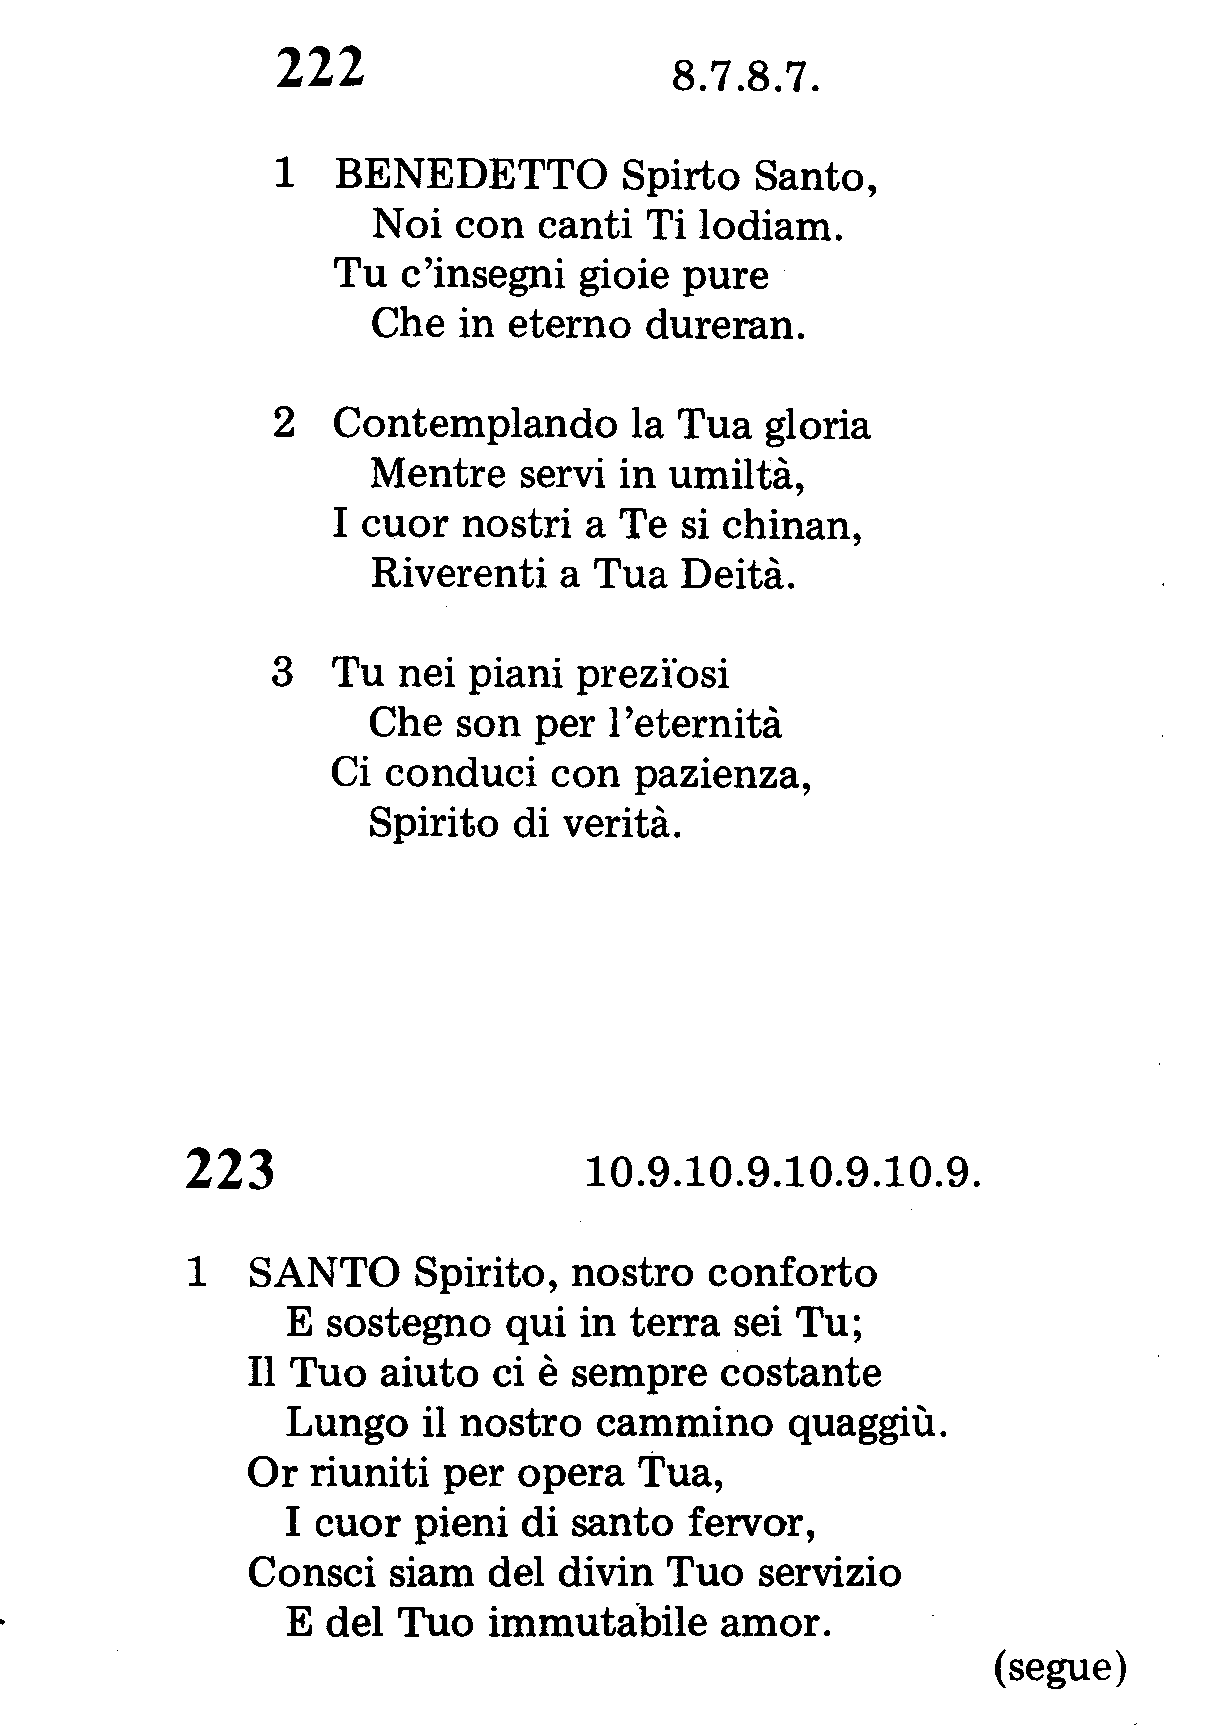 222 8.7.8.7.
1 BENEDETTO Spirto Santo,
Noi con canti Ti lodiam.
Tu c'insegni gioie pure
Che in eterno dureran.
2 Contemplando la Tua gloria
Mentre servi in umiltà,
I cuor nostri a Te si chinan,
Riverenti a Tua Deità.
3 Tu nei piani prezïosi
Che son per l'eternità
Ci conduci con pazienza,
Spirito di verità.
223 10.9.10.9.10.9.10.9.
1 SANTO Spirito, nostro conforto
E sostegno qui in terra sei Tu;
Il Tuo aiuto ci è sempre costante
Lungo il nostro cammino quaggiù.
Or riuniti per opera Tua,
I cuor pieni di santo fervor,
Consci siam del divin Tuo servizio
E del Tuo immutabile amor.
(segue)